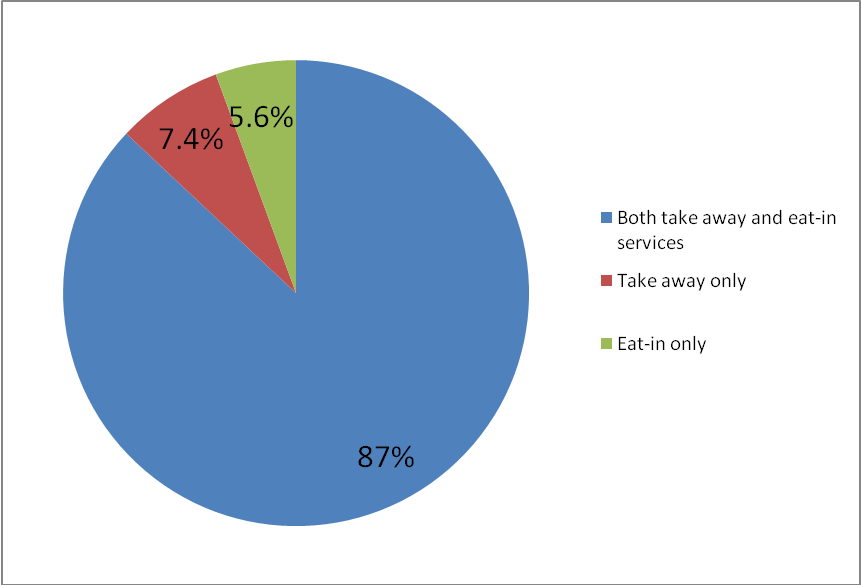 5.6%
7.4%
Both take away and eat-in
services
Take away only
Eat-in only
87%